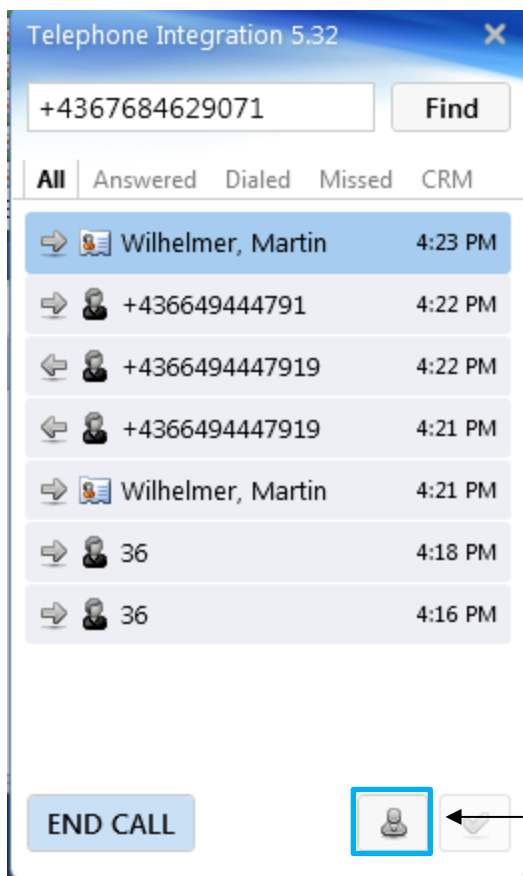 Telephone Integration 5.32
+4367684629071 Find
All Answered Dialed Missed CRM
Wilhelmer, Martin 4:23 PM
+436649444791 4:22 PM
+4366494447919 4:22 PM
+4366494447919 4:21 PM
Wilhelmer, Martin 4:21 PM
36 4:18 PM
36 4:16 PM
END CALL